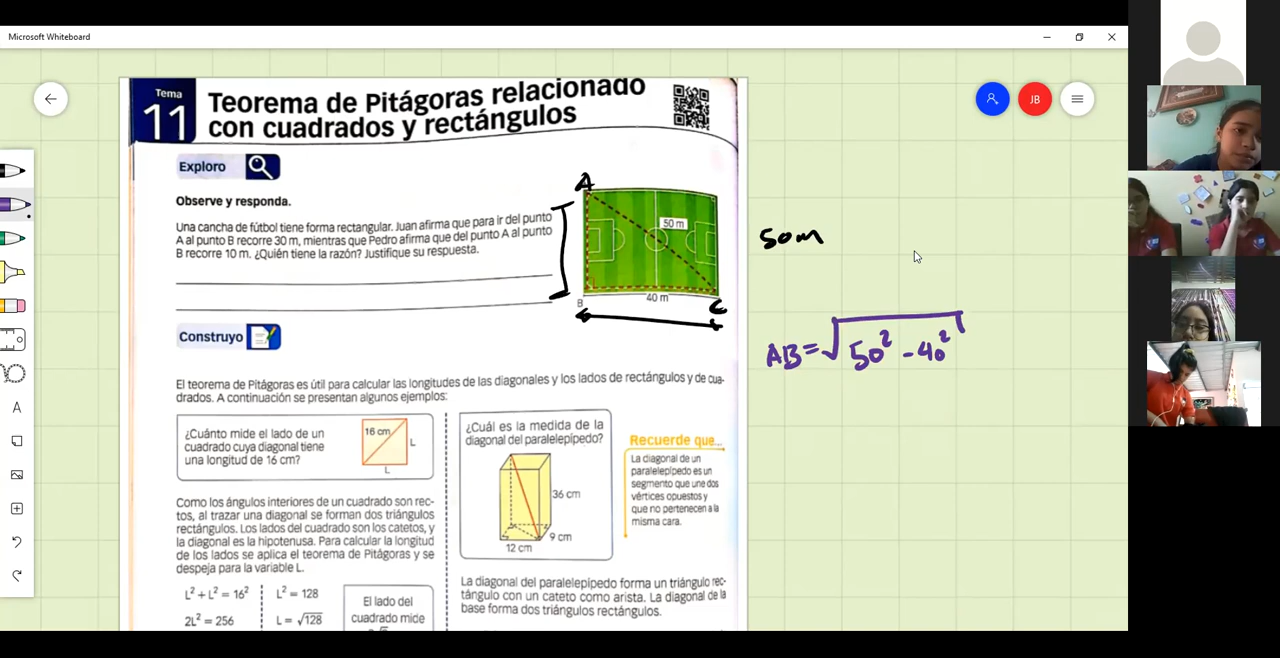 Microsoft Whiteboard
JB
Tema
11
Teorema de Pitágoras relacionado
con cuadrados y rectángulos
Exploro
Observe y responda.
Una cancha de fútbol tiene forma rectangular. Juan afirma que para ir del punto
A al punto B recorre 30 m, mientras que Pedro afirma que del punto A al punto
B recorre 10 m. ¿Quién tiene la razón? Justifique su respuesta.
A
50 m
B
40 m
C
50m
AB=√50² -40²
Construyo
El teorema de Pitágoras es útil para calcular las longitudes de las diagonales y los lados de rectángulos y de cua-
drados. A continuación se presentan algunos ejemplos:
¿Cuánto mide el lado de un
cuadrado cuya diagonal tiene
una longitud de 16 cm?
16 cm
L
L
Como los ángulos interiores de un cuadrado son rec-
tos, al trazar una diagonal se forman dos triángulos
rectángulos. Los lados del cuadrado son los catetos, y
la diagonal es la hipotenusa. Para calcular la longitud
de los lados se aplica el teorema de Pitágoras y se
despeja para la variable L.
L² + L² = 16²
2L² = 256
L² = 128
L = √128
El lado del
cuadrado mide
¿Cuál es la medida de la
diagonal del paralelepípedo?
36 cm
9 cm
12 cm
Recuerde que...
La diagonal de un
paralelepípedo es un
segmento que une dos
vértices opuestos y
que no pertenecen a la
misma cara.
La diagonal del paralelepípedo forma un triángulo rec-
tángulo con un cateto como arista. La diagonal de la
base forma dos triángulos rectángulos.
A